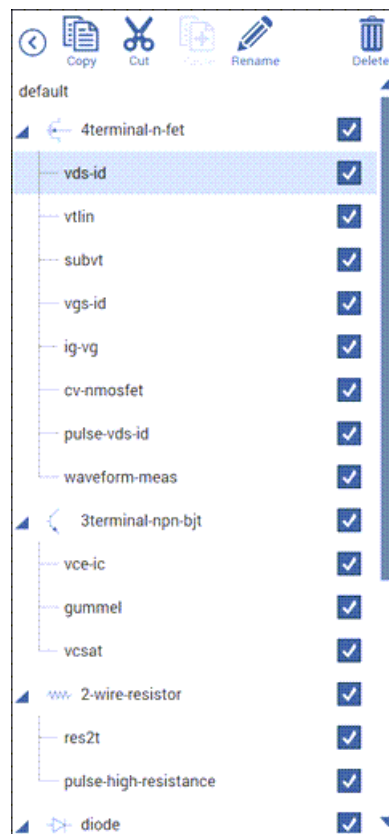 Copy Cut Rename Delete
default
4terminal-n-fet
vds-id
vtlin
subvt
vgs-id
ig-vg
cv-nmosfet
pulse-vds-id
waveform-meas
3terminal-npn-bjt
vce-ic
gummel
vcsat
2-wire-resistor
res2t
pulse-high-resistance
diode